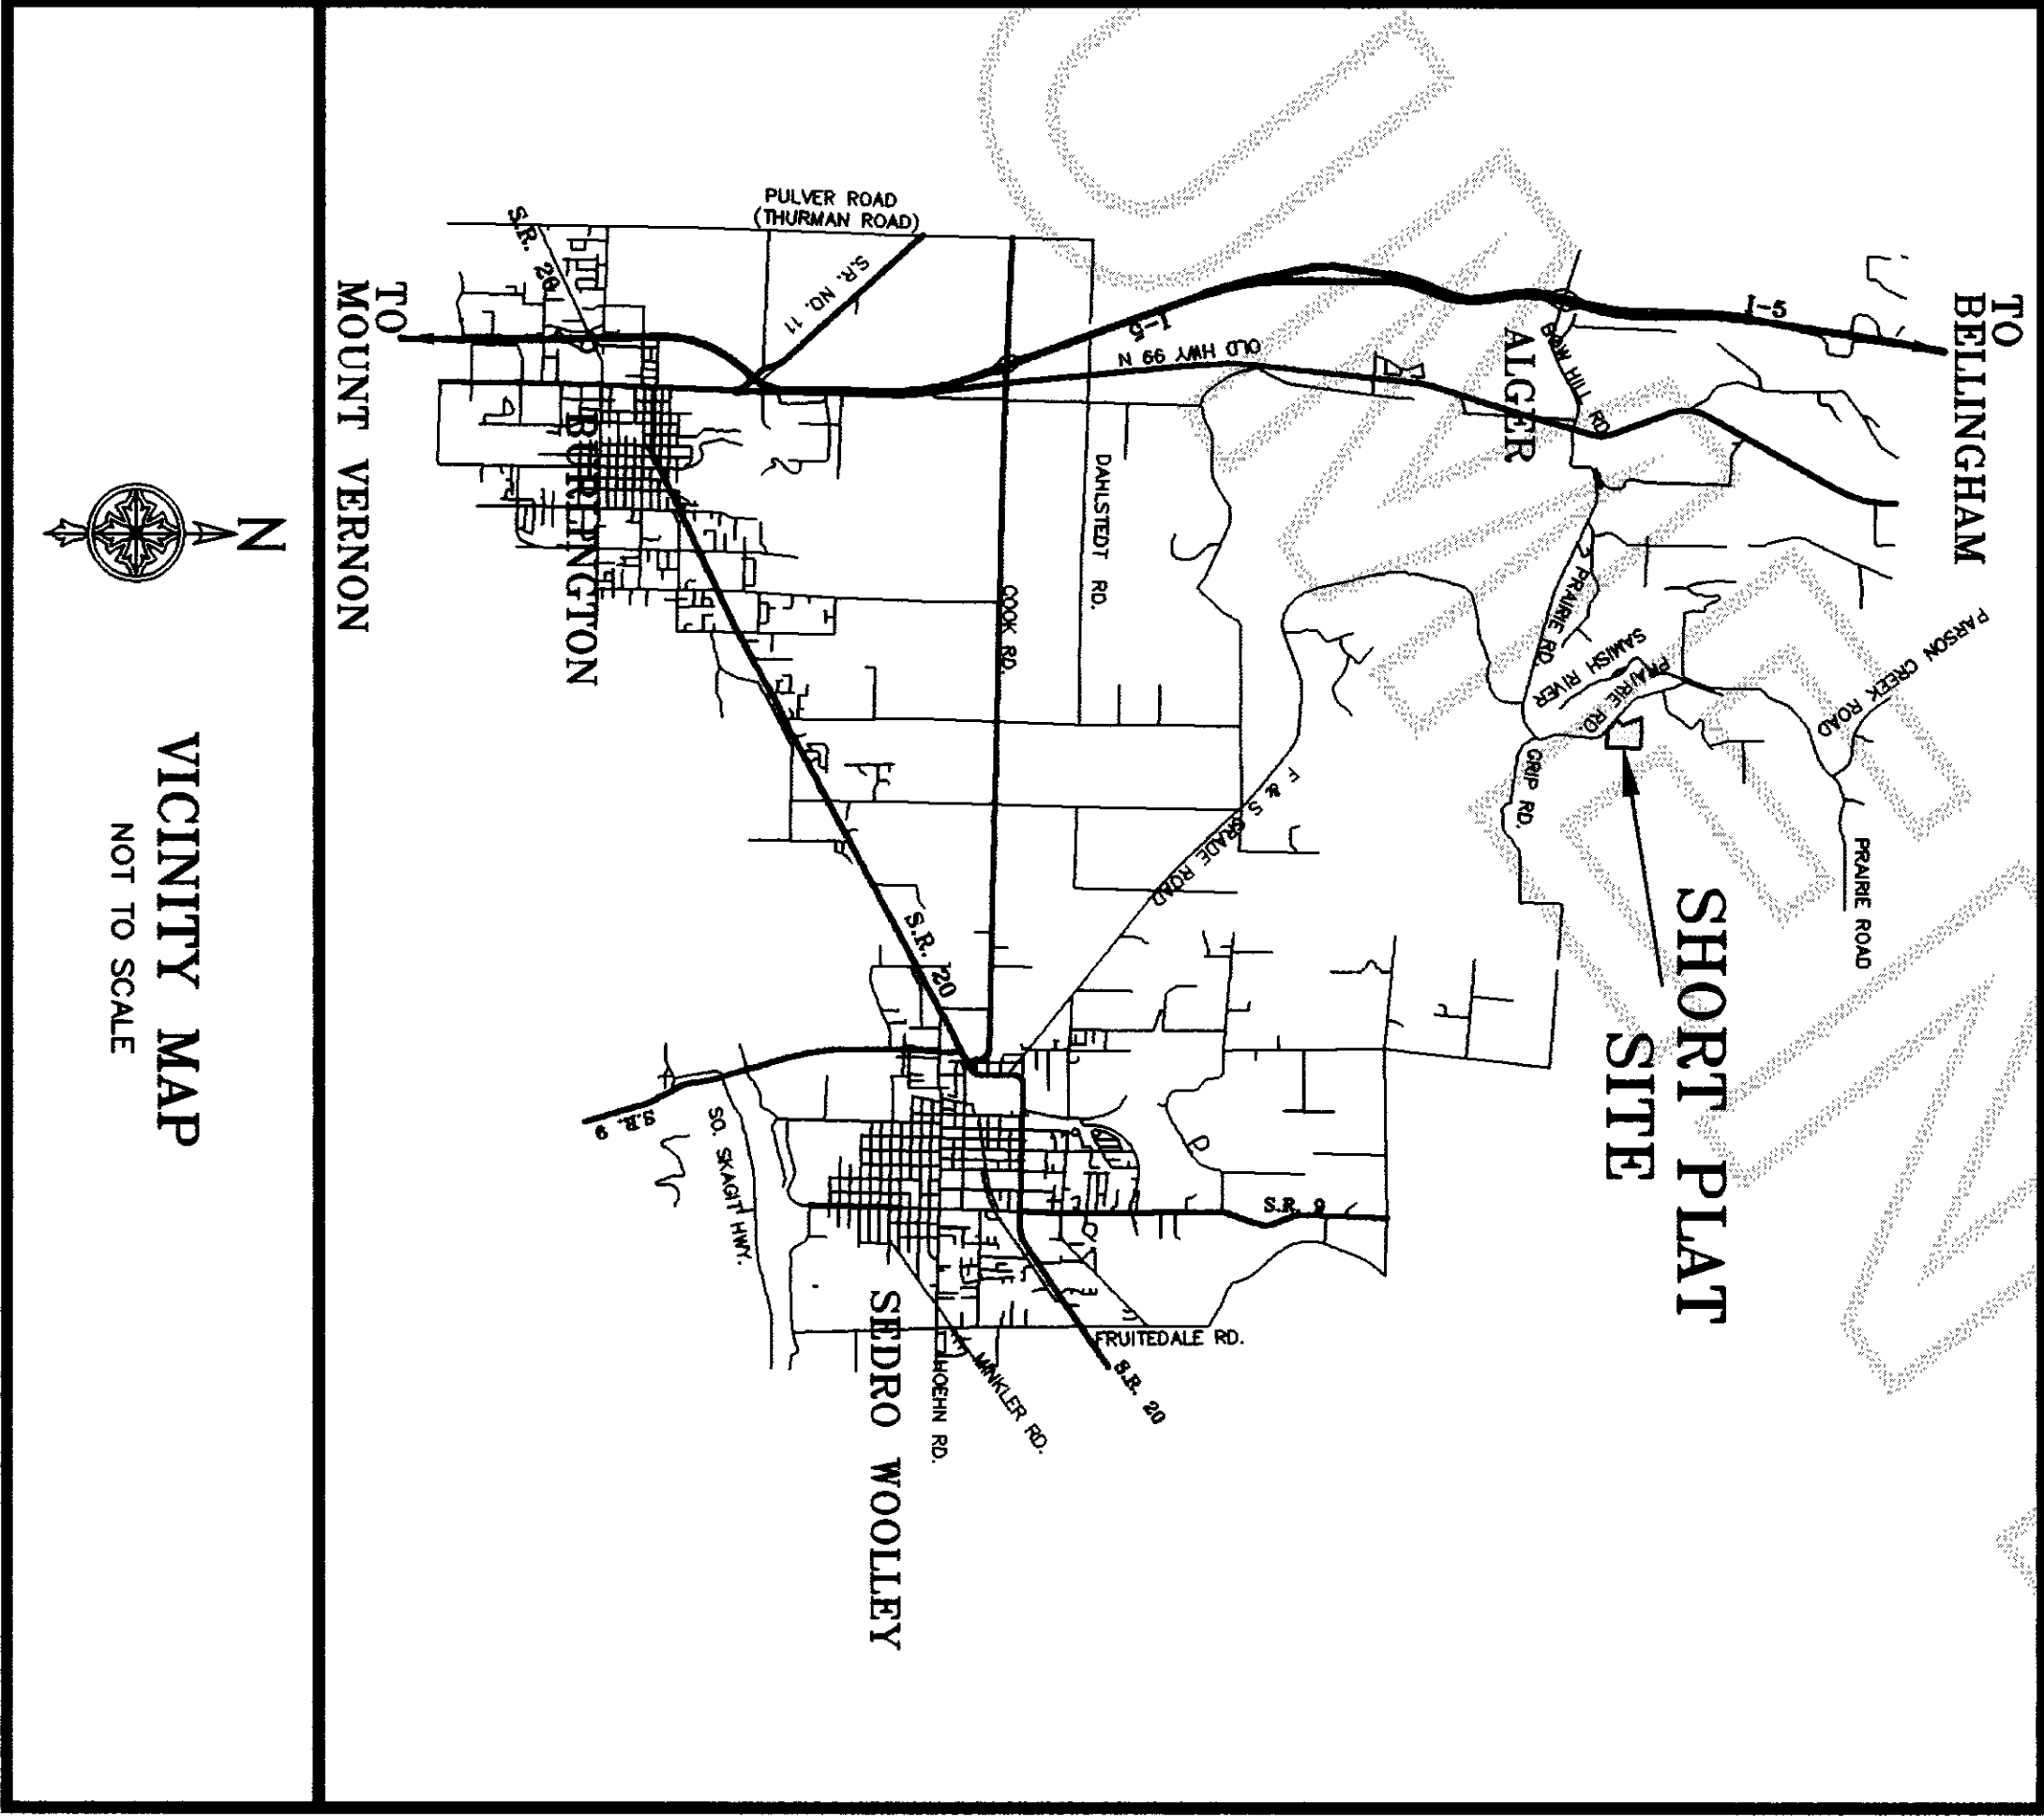 TO
BELLINGHAM
I-5
I-5
BOW HILL RD
ALGER
OLD HWY 99 N
PARSON CREEK ROAD
PRAIRIE ROAD
SAMISH RIVER
PRAIRIE RD.
PRAIRIE RD.
GRIP RD.
SHORT PLAT
SITE
PULVER ROAD
(THURMAN ROAD)
S.R. NO. 11
DAHLSTEDT RD.
COOK RD.
F & S GRADE ROAD
S.R. 20
BURLINGTON
S.R. 20
S.R. 9
S.R. 9
SO. SKAGIT HWY.
FRUITEDALE RD.
S.R. 20
MINKLER RD.
HOEHN RD.
SEDRO WOOLLEY
TO
MOUNT VERNON
N
VICINITY MAP
NOT TO SCALE